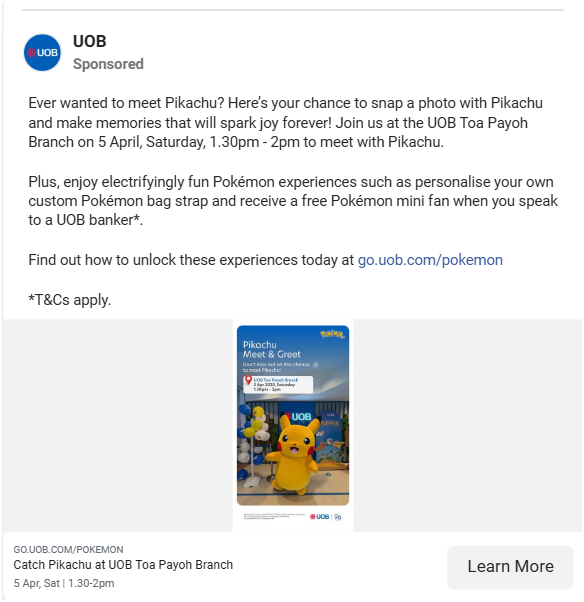 UOB
UOB
Sponsored
Ever wanted to meet Pikachu? Here's your chance to snap a photo with Pikachu
and make memories that will spark joy forever! Join us at the UOB Toa Payoh
Branch on 5 April, Saturday, 1.30pm - 2pm to meet with Pikachu.
Plus, enjoy electrifyingly fun Pokémon experiences such as personalise your own
custom Pokémon bag strap and receive a free Pokémon mini fan when you speak
to a UOB banker*.
Find out how to unlock these experiences today at go.uob.com/pokemon
*T&Cs apply.
Pokémon
Pikachu
Meet & Greet
Don't miss out on this chance
to meet Pikachu!
UOB Toa Payoh Branch
5 Apr 2025, Saturday
1.30pm - 2pm
UOB
UOB
GO.UOB.COM/POKEMON
Catch Pikachu at UOB Toa Payoh Branch
5 Apr, Sat | 1.30-2pm
Learn More